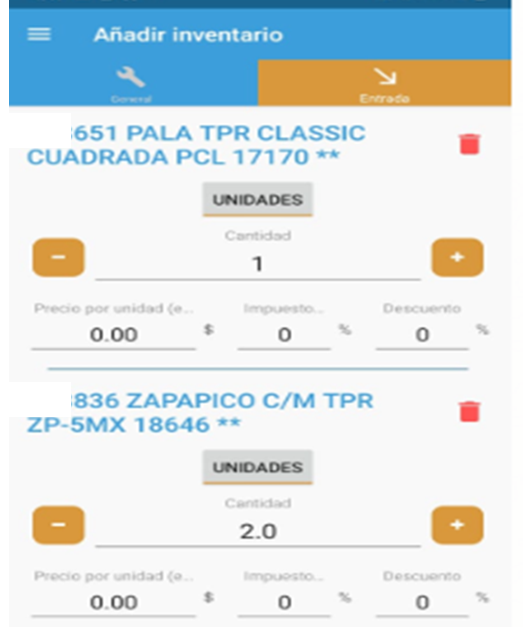 Añadir inventario
General
Entrada
651 PALA TPR CLASSIC
CUADRADA PCL 17170 **
UNIDADES
Cantidad
- 1 +
Precio por unidad (e... Impuesto... Descuento
0.00 $ 0 % 0 %
836 ZAPAPICO C/M TPR
ZP-5MX 18646 **
UNIDADES
Cantidad
- 2.0 +
Precio por unidad (e... Impuesto... Descuento
0.00 $ 0 % 0 %